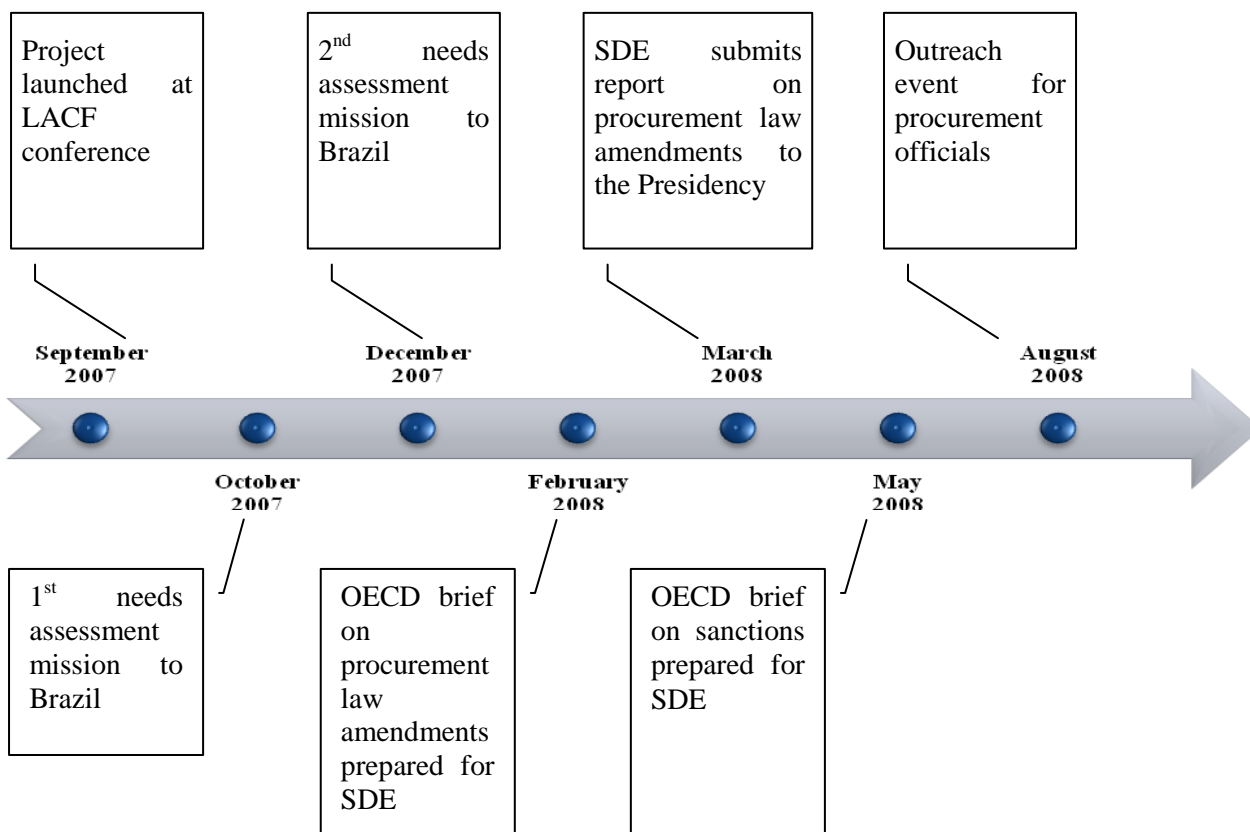 Project
launched at
LACF
conference
2nd needs
assessment
mission to
Brazil
SDE submits
report on
procurement law
amendments to
the Presidency
Outreach
event for
procurement
officials
September
2007
December
2007
March
2008
August
2008
October
2007
February
2008
May
2008
1st needs
assessment
mission to
Brazil
OECD brief
on
procurement
law
amendments
prepared for
SDE
OECD brief
on sanctions
prepared for
SDE